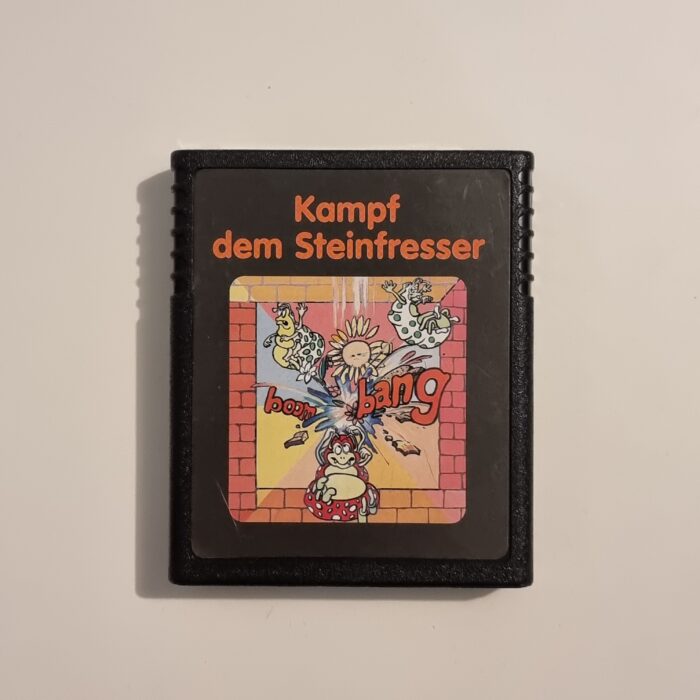 Kampf
dem Steinfresser
boom
bang